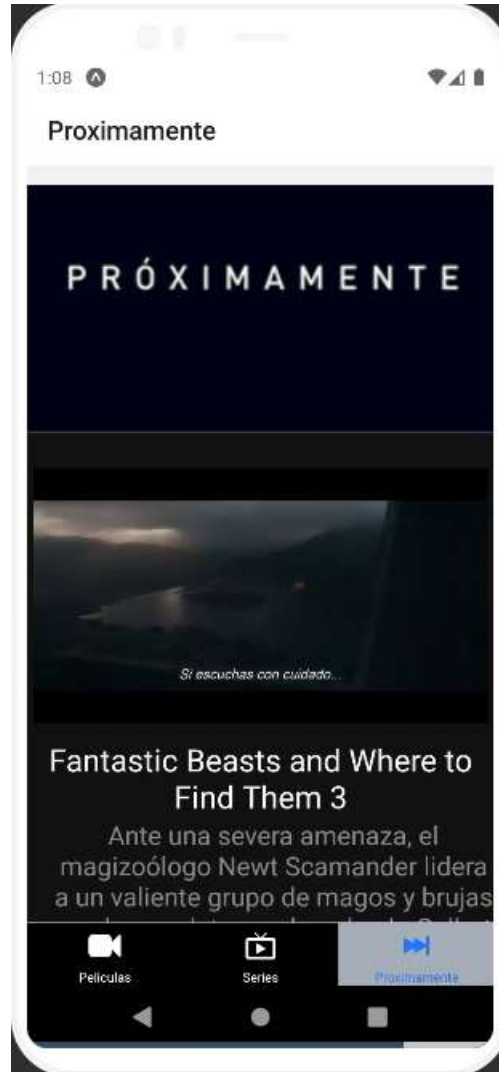 1:08
Proximamente
PRÓXIMAMENTE
Si escuchas con cuidado...
Fantastic Beasts and Where to
Find Them 3
Ante una severa amenaza, el
magizoólogo Newt Scamander lidera
a un valiente grupo de magos y brujas
Peliculas
Series
Proximamente